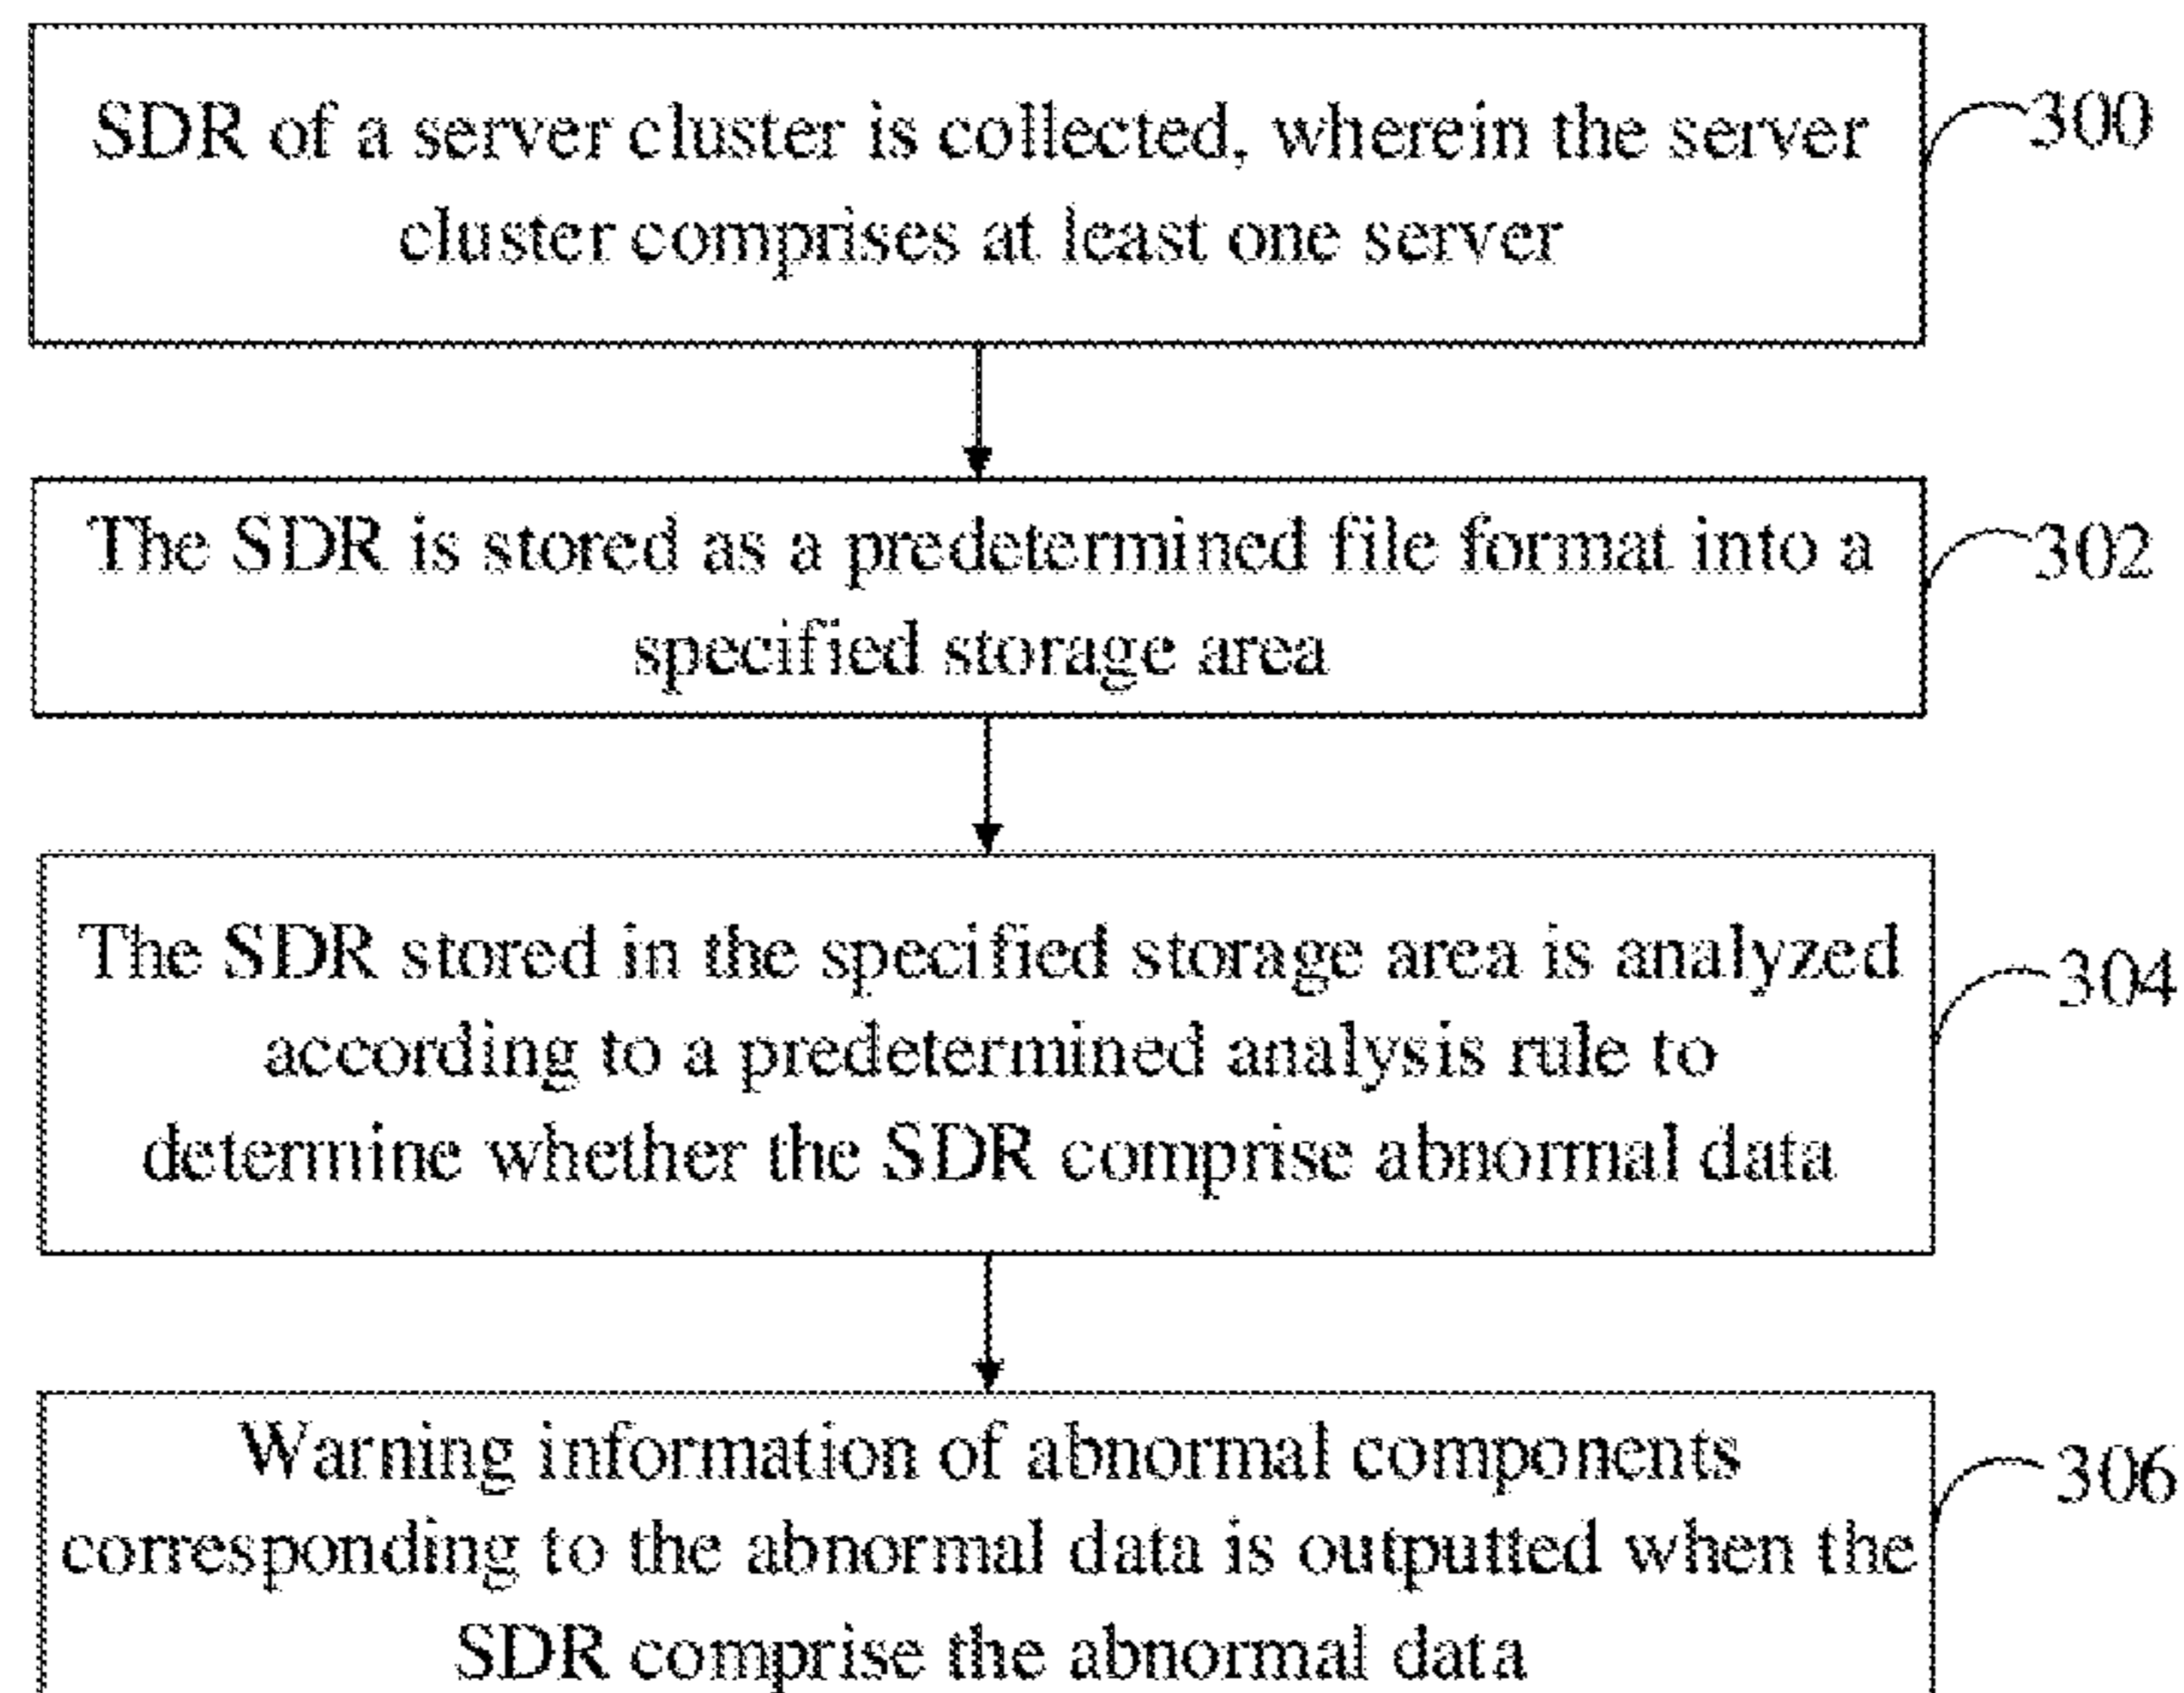 SDR of a server cluster is collected, wherein the server
cluster comprises at least one server
300
The SDR is stored as a predetermined file format into a
specified storage area
302
The SDR stored in the specified storage area is analyzed
according to a predetermined analysis rule to
determine whether the SDR comprise abnormal data
304
Warning information of abnormal components
corresponding to the abnormal data is outputted when the
SDR comprise the abnormal data
306